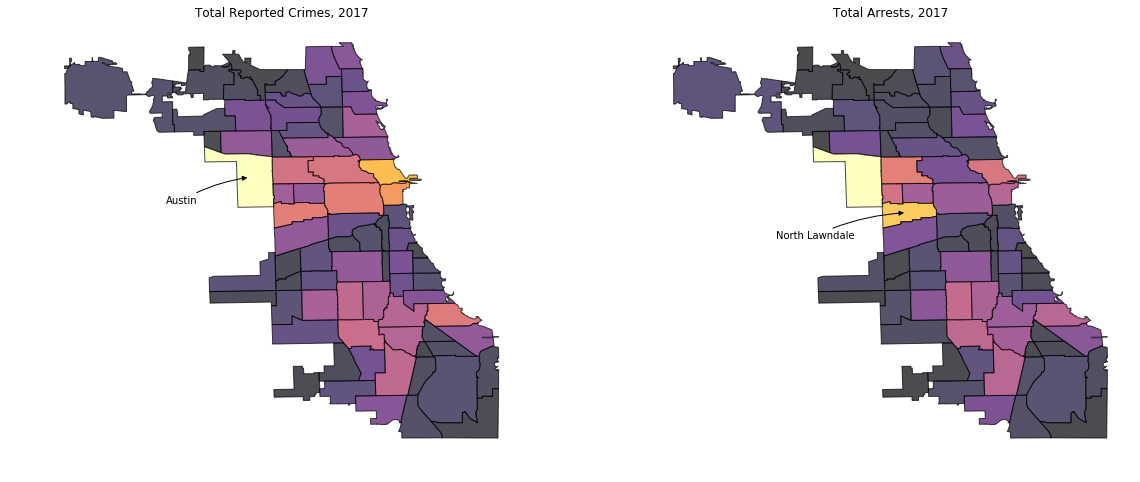 Total Reported Crimes, 2017
Total Arrests, 2017
Austin
North Lawndale